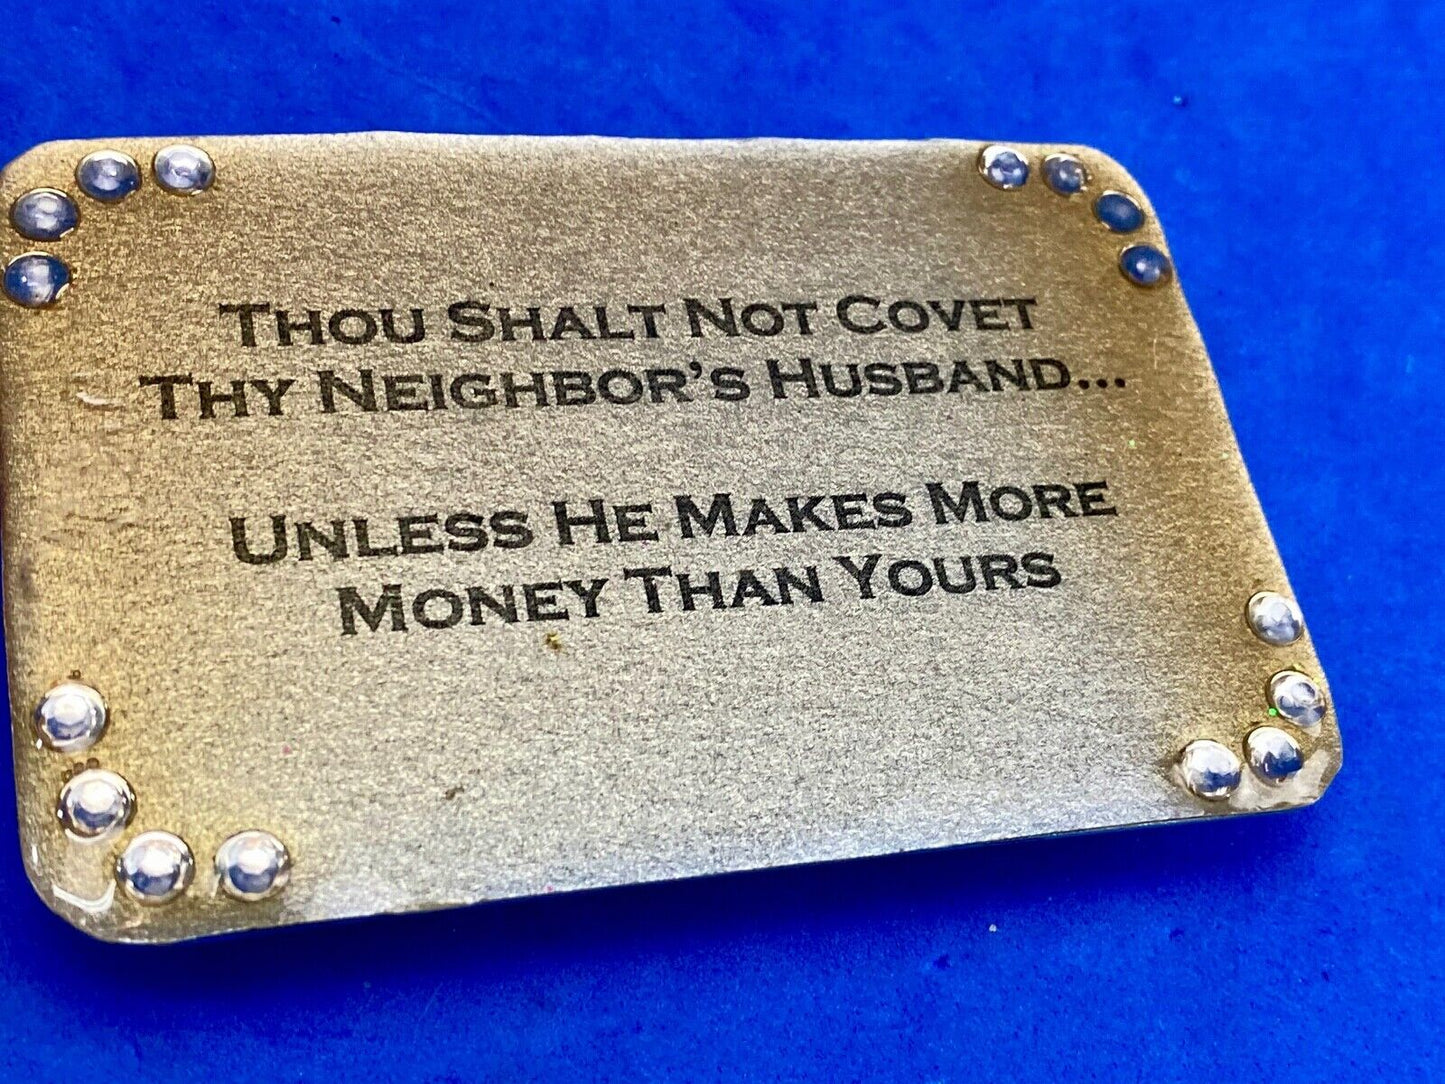 Thou Shalt Not Covet
Thy Neighbor's Husband...
Unless He Makes More
Money Than Yours